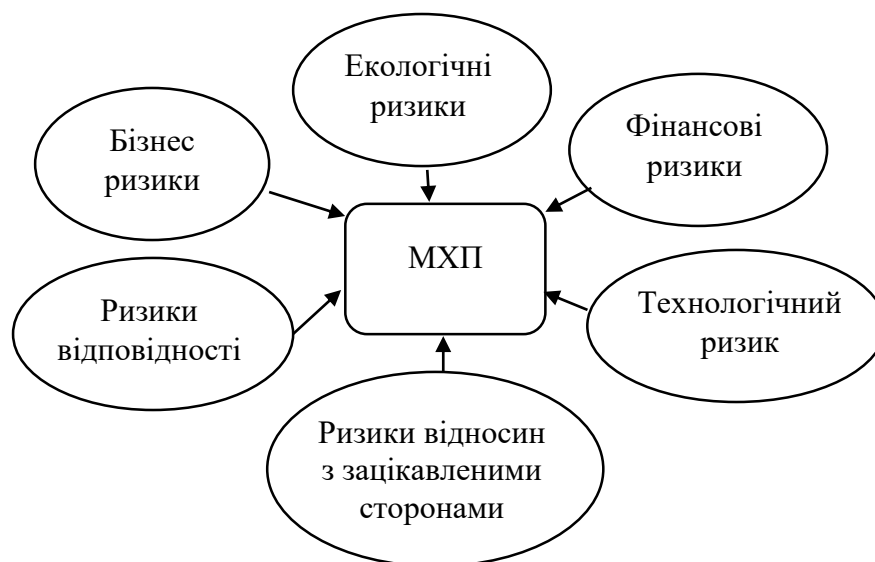 Екологічні
ризики
Бізнес
ризики
Фінансові
ризики
МХП
Ризики
відповідності
Технологічний
ризик
Ризики відносин
з зацікавленими
сторонами